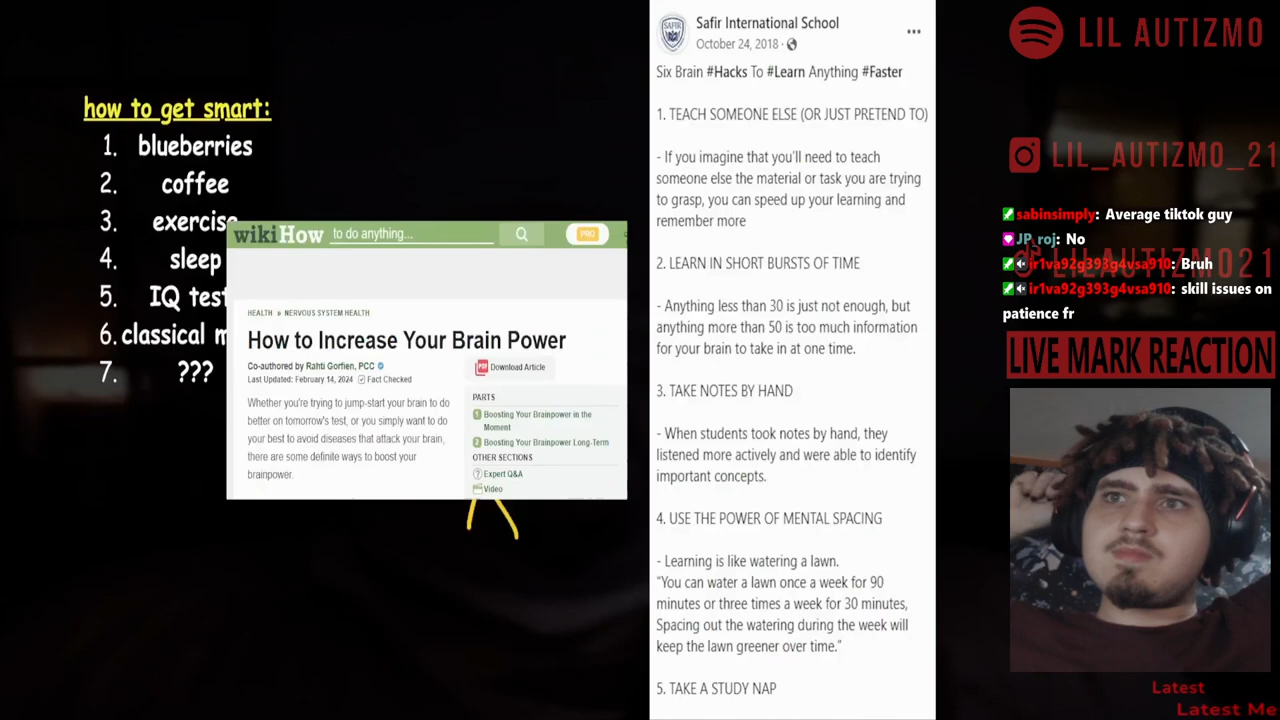 how to get smart:
1. blueberries
2. coffee
3. exercise
4. sleep
5. IQ test
6. classical m
7. ???
wikiHow to do anything... PRO
HEALTH » NERVOUS SYSTEM HEALTH
How to Increase Your Brain Power
Co-authored by Rahti Gorfien, PCC
Last Updated: February 14, 2024 Fact Checked
Whether you're trying to jump-start your brain to do
better on tomorrow's test, or you simply want to do
your best to avoid diseases that attack your brain,
there are some definite ways to boost your
brainpower.
PDF Download Article
PARTS
1 Boosting Your Brainpower in the
Moment
2 Boosting Your Brainpower Long-Term
OTHER SECTIONS
? Expert Q&A
Video
Safir International School
October 24, 2018 ·
Six Brain #Hacks To #Learn Anything #Faster
1. TEACH SOMEONE ELSE (OR JUST PRETEND TO)
- If you imagine that you'll need to teach
someone else the material or task you are trying
to grasp, you can speed up your learning and
remember more
2. LEARN IN SHORT BURSTS OF TIME
- Anything less than 30 is just not enough, but
anything more than 50 is too much information
for your brain to take in at one time.
3. TAKE NOTES BY HAND
- When students took notes by hand, they
listened more actively and were able to identify
important concepts.
4. USE THE POWER OF MENTAL SPACING
- Learning is like watering a lawn.
"You can water a lawn once a week for 90
minutes or three times a week for 30 minutes,
Spacing out the watering during the week will
keep the lawn greener over time."
5. TAKE A STUDY NAP
LIL AUTIZMO
LIL_AUTIZMO_21
sabinsimply: Average tiktok guy
JP_roj: No
LILAUTIZMO21
ir1va92g393g4vsa910: Bruh
ir1va92g393g4vsa910: skill issues on
patience fr
LIVE MARK REACTION
Latest
Latest Me